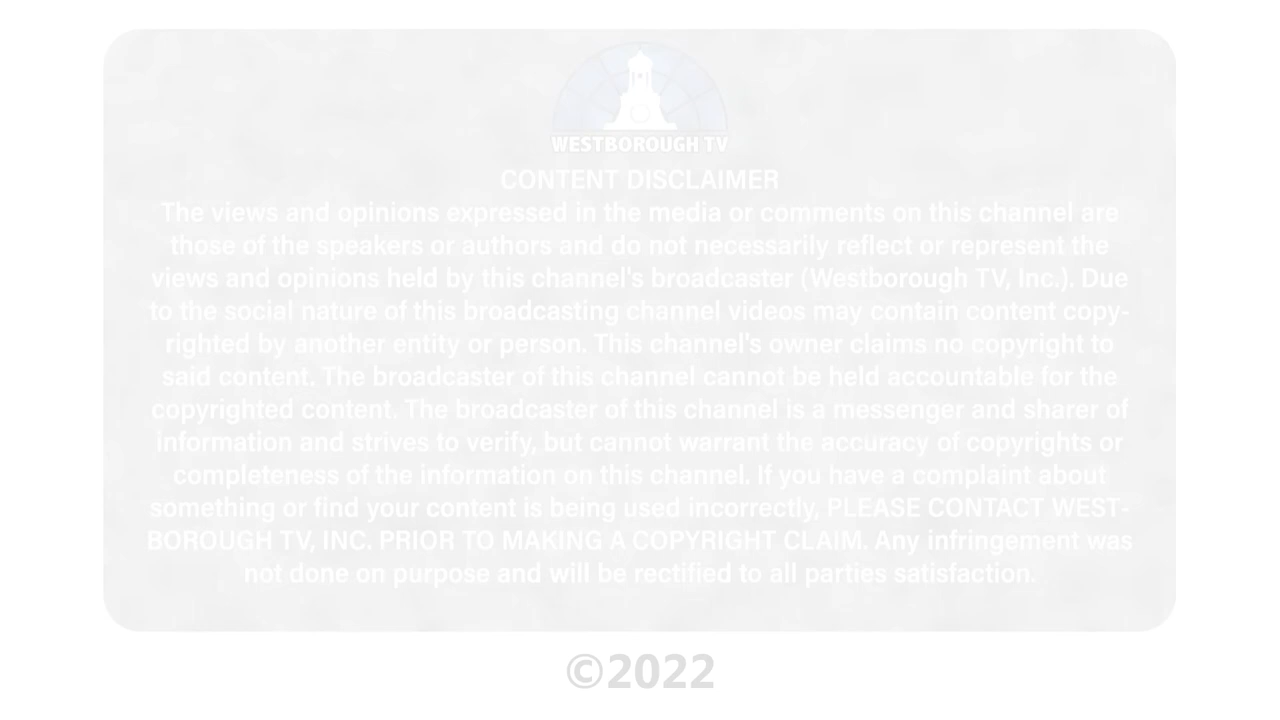 WESTBOROUGH TV
CONTENT DISCLAIMER
The views and opinions expressed in the media or comments on this channel are
those of the speakers or authors and do not necessarily reflect or represent the
views and opinions held by this channel's broadcaster (Westborough TV, Inc.). Due
to the social nature of this broadcasting channel videos may contain content copy-
righted by another entity or person. This channel's owner claims no copyright to
said content. The broadcaster of this channel cannot be held accountable for the
copyrighted content. The broadcaster of this channel is a messenger and sharer of
information and strives to verify, but cannot warrant the accuracy of copyrights or
completeness of the information on this channel. If you have a complaint about
something or find your content is being used incorrectly, PLEASE CONTACT WEST-
BOROUGH TV, INC. PRIOR TO MAKING A COPYRIGHT CLAIM. Any infringement was
not done on purpose and will be rectified to all parties satisfaction.
©2022